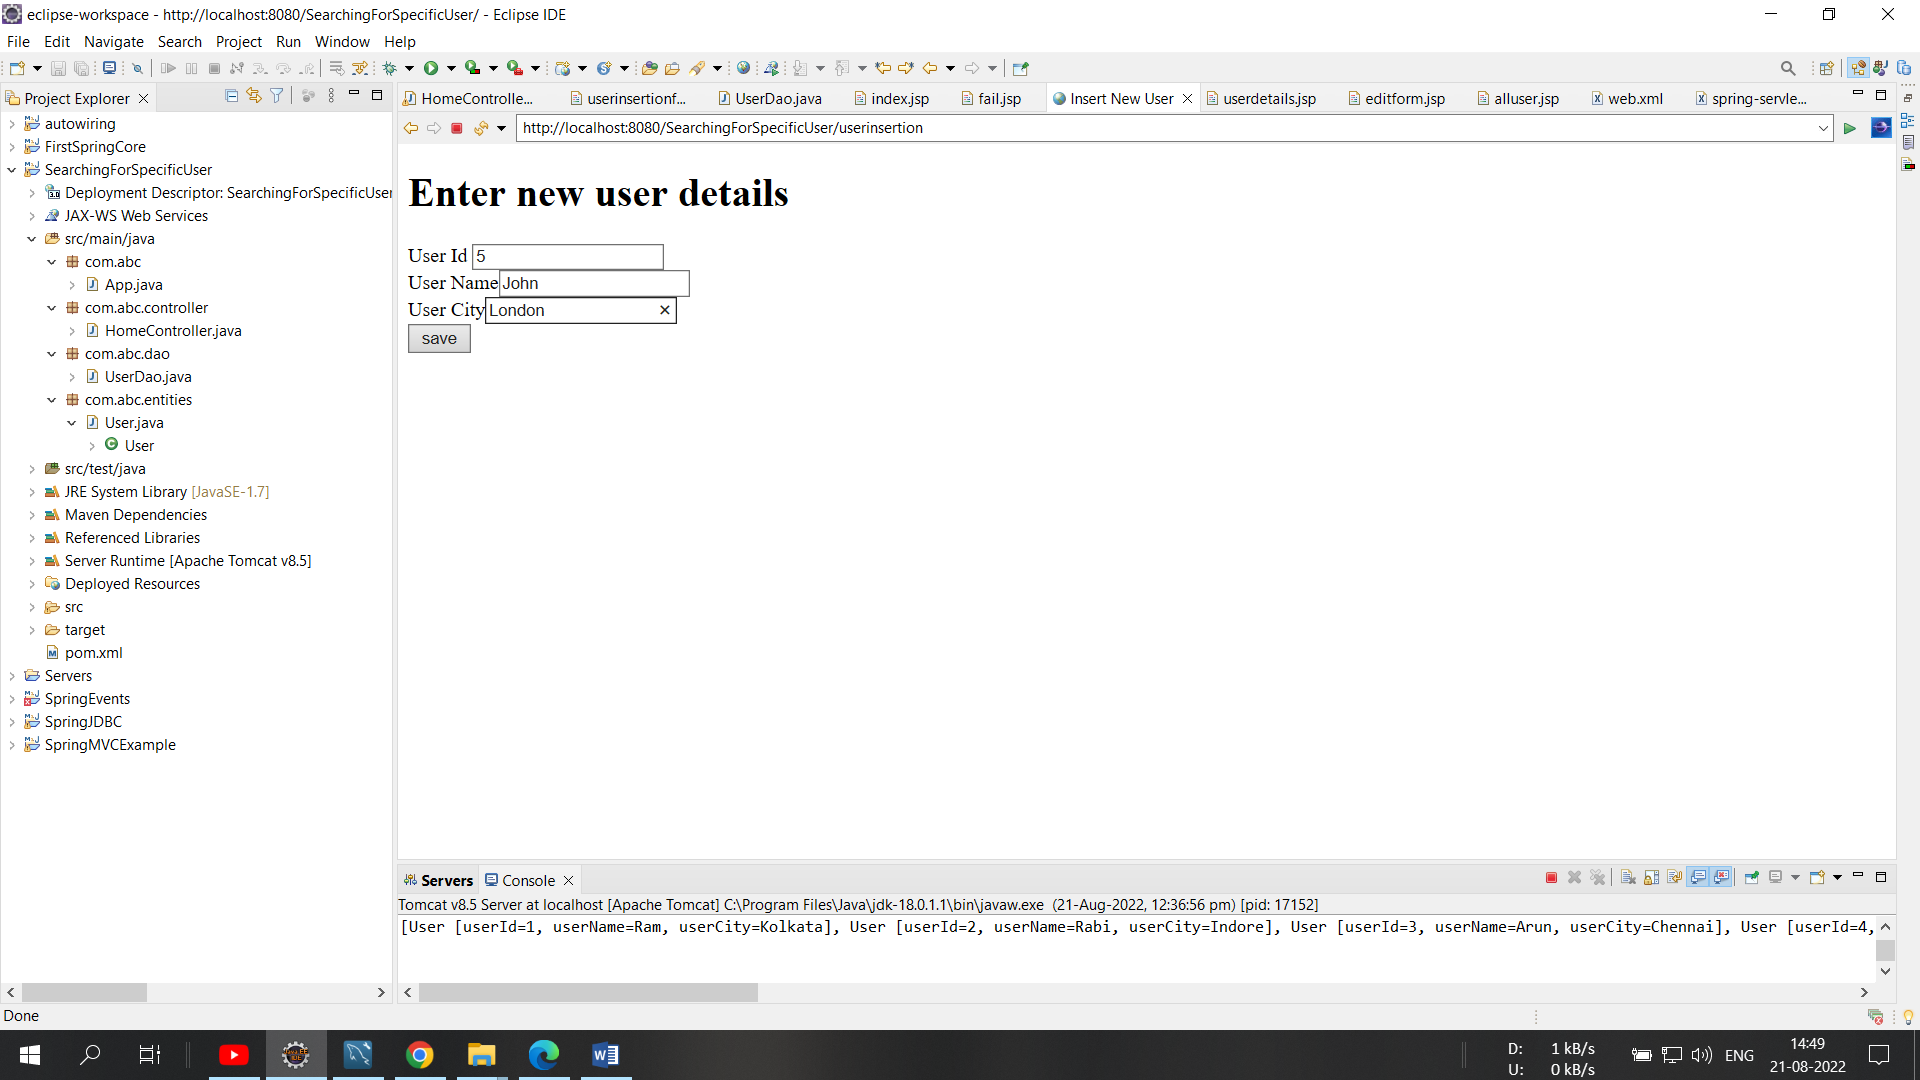 eclipse-workspace - http://localhost:8080/SearchingForSpecificUser/ - Eclipse IDE
File Edit Navigate Search Project Run Window Help
Project Explorer
HomeControlle... userinsertionf... UserDao.java index.jsp fail.jsp Insert New User userdetails.jsp editform.jsp alluser.jsp web.xml spring-servle...
http://localhost:8080/SearchingForSpecificUser/userinsertion
autowiring
FirstSpringCore
SearchingForSpecificUser
Deployment Descriptor: SearchingForSpecificUser
JAX-WS Web Services
src/main/java
com.abc
App.java
com.abc.controller
HomeController.java
com.abc.dao
UserDao.java
com.abc.entities
User.java
User
src/test/java
JRE System Library [JavaSE-1.7]
Maven Dependencies
Referenced Libraries
Server Runtime [Apache Tomcat v8.5]
Deployed Resources
src
target
pom.xml
Servers
SpringEvents
SpringJDBC
SpringMVCExample
Enter new user details
User Id 5
User Name John
User City London
save
Servers Console
Tomcat v8.5 Server at localhost [Apache Tomcat] C:\Program Files\Java\jdk-18.0.1.1\bin\javaw.exe (21-Aug-2022, 12:36:56 pm) [pid: 17152]
[User [userId=1, userName=Ram, userCity=Kolkata], User [userId=2, userName=Rabi, userCity=Indore], User [userId=3, userName=Arun, userCity=Chennai], User [userId=4,
Done
D: 1 kB/s
U: 0 kB/s
ENG
14:49
21-08-2022